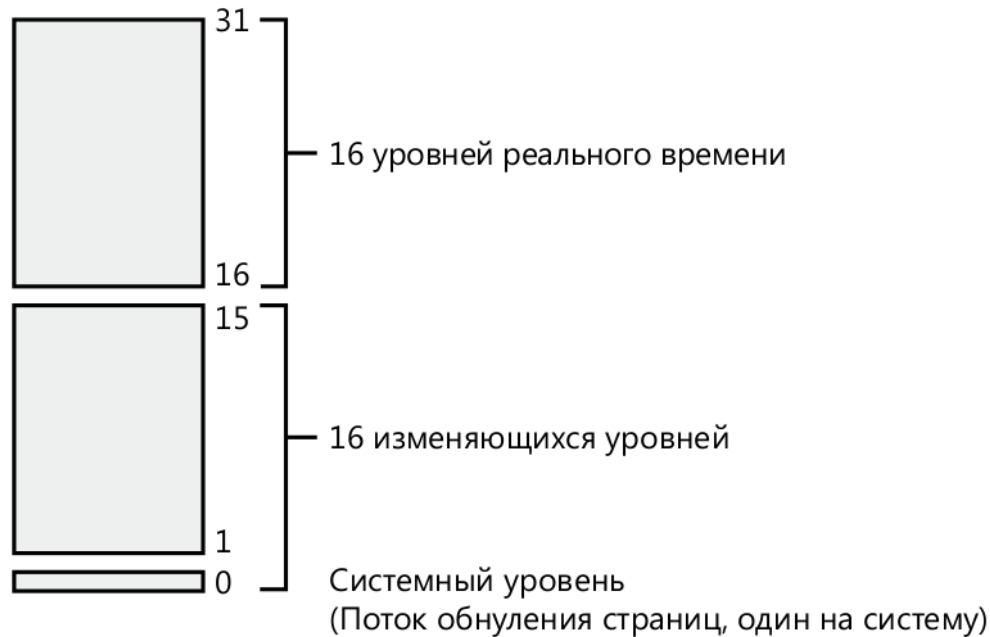 31
16 уровней реального времени
16
15
16 изменяющихся уровней
1
0
Системный уровень
(Поток обнуления страниц, один на систему)